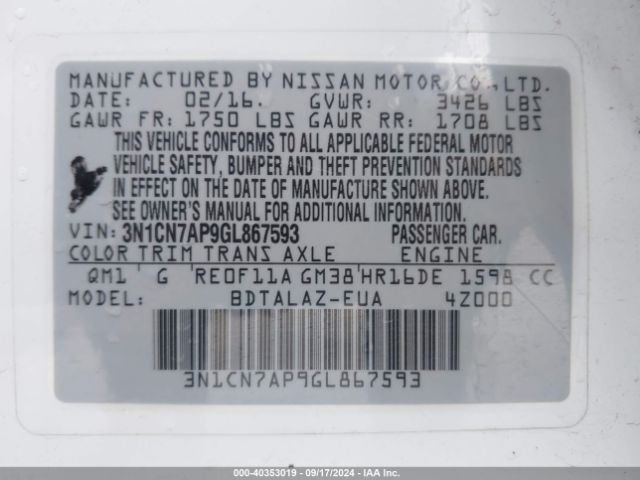 MANUFACTURED BY NISSAN MOTOR CO., LTD.
DATE: 02/16. GVWR: 3426 LBS
GAWR FR: 1750 LBS GAWR RR: 1708 LBS
THIS VEHICLE CONFORMS TO ALL APPLICABLE FEDERAL MOTOR
VEHICLE SAFETY, BUMPER AND THEFT PREVENTION STANDARDS
IN EFFECT ON THE DATE OF MANUFACTURE SHOWN ABOVE.
SEE OWNER'S MANUAL FOR ADDITIONAL INFORMATION.
VIN: 3N1CN7AP9GL867593 PASSENGER CAR.
COLOR TRIM TRANS AXLE ENGINE
QM1 G RE0F11A GM38 HR16DE 1598 CC
MODEL: BDTALAZ-EUA 4Z000
3N1CN7AP9GL867593
000-40353019 - 09/17/2024 - IAA Inc.